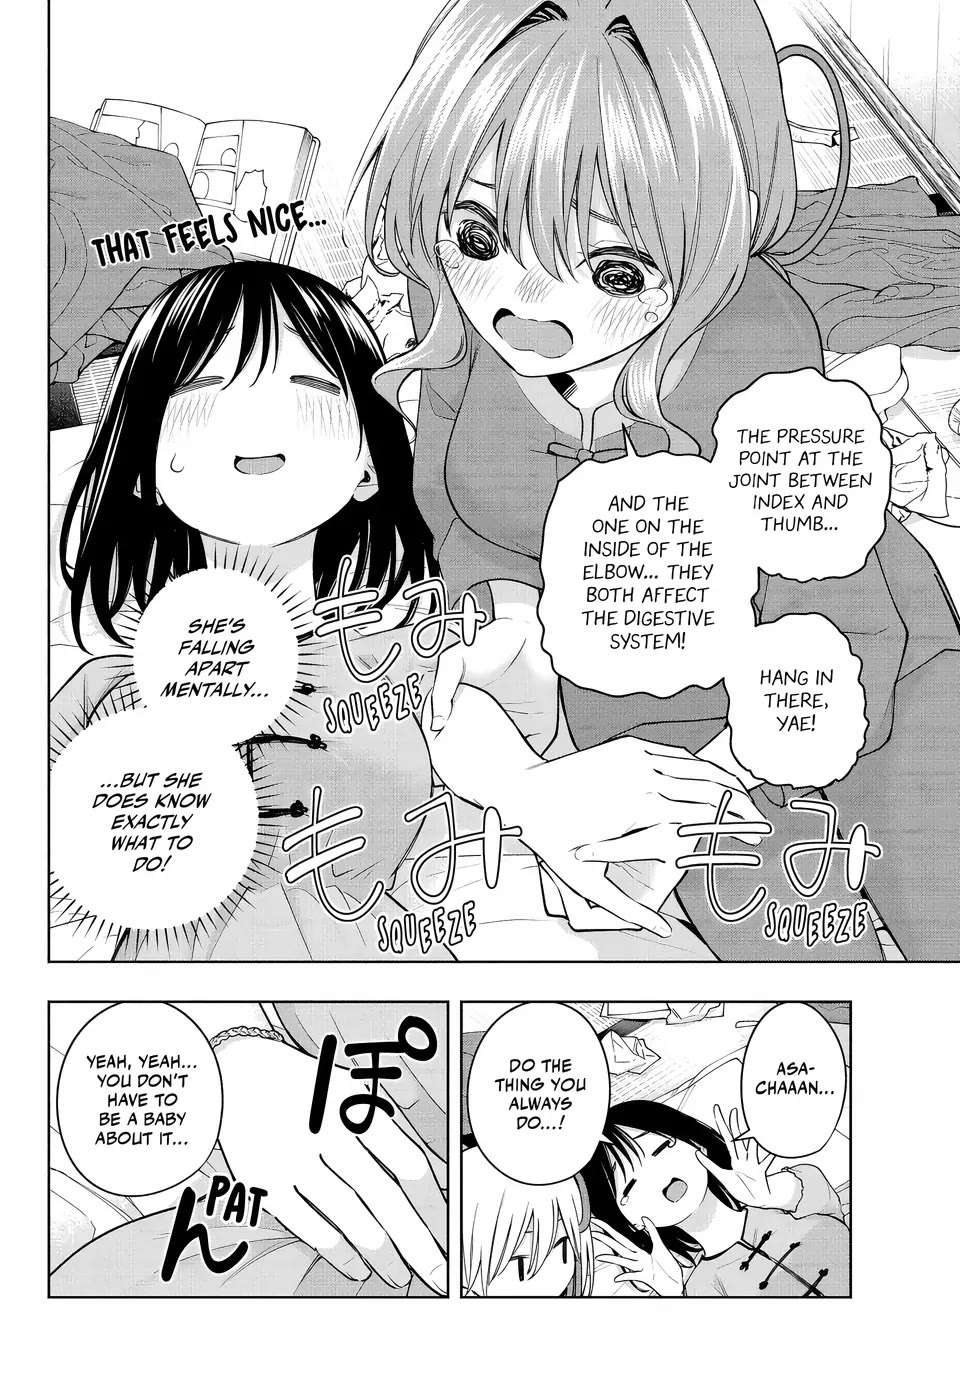 THE PRESSURE
POINT AT THE
JOINT BETWEEN
INDEX AND
THUMB...
AND THE
ONE ON THE
INSIDE OF THE
ELBOW... THEY
BOTH AFFECT
THE DIGESTIVE
SYSTEM!
HANG IN
THERE,
YAE!
THAT FEELS NICE...
もみ
SQUEEZE
もみ
SQUEEZE
もみ
SQUEEZE
SHE'S
FALLING
APART
MENTALLY...
...BUT SHE
DOES KNOW
EXACTLY
WHAT TO
DO!
ASA-
CHAAAN...
DO THE
THING YOU
ALWAYS
DO...!
YEAH, YEAH...
YOU DON'T
HAVE TO
BE A BABY
ABOUT IT...
ぽん
PAT